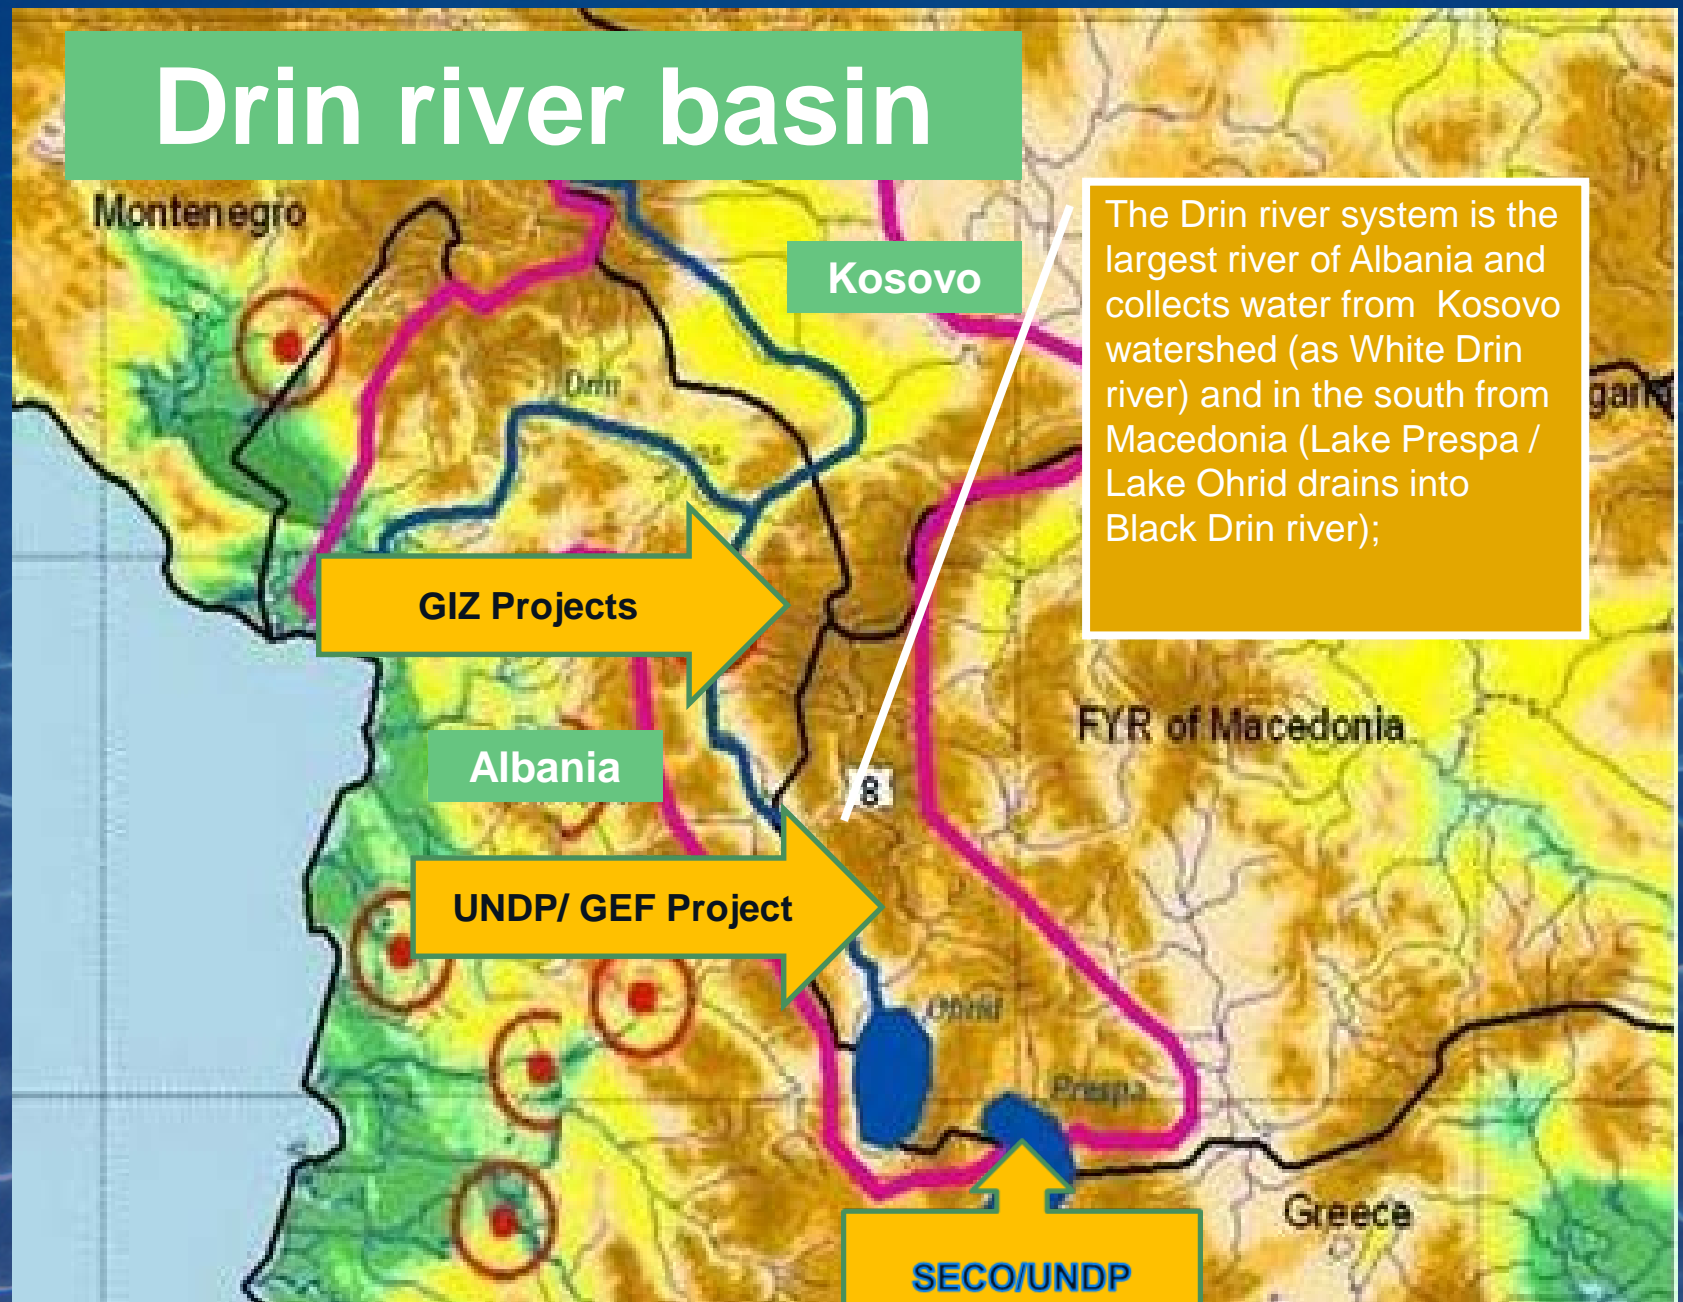 Drin river basin
Montenegro
Kosovo
The Drin river system is the
largest river of Albania and
collects water from Kosovo
watershed (as White Drin
river) and in the south from
Macedonia (Lake Prespa /
Lake Ohrid drains into
Black Drin river);
Drin
GIZ Projects
FYR of Macedonia
Albania
8
UNDP/ GEF Project
Ohrid
Prespa
Greece
SECO/UNDP